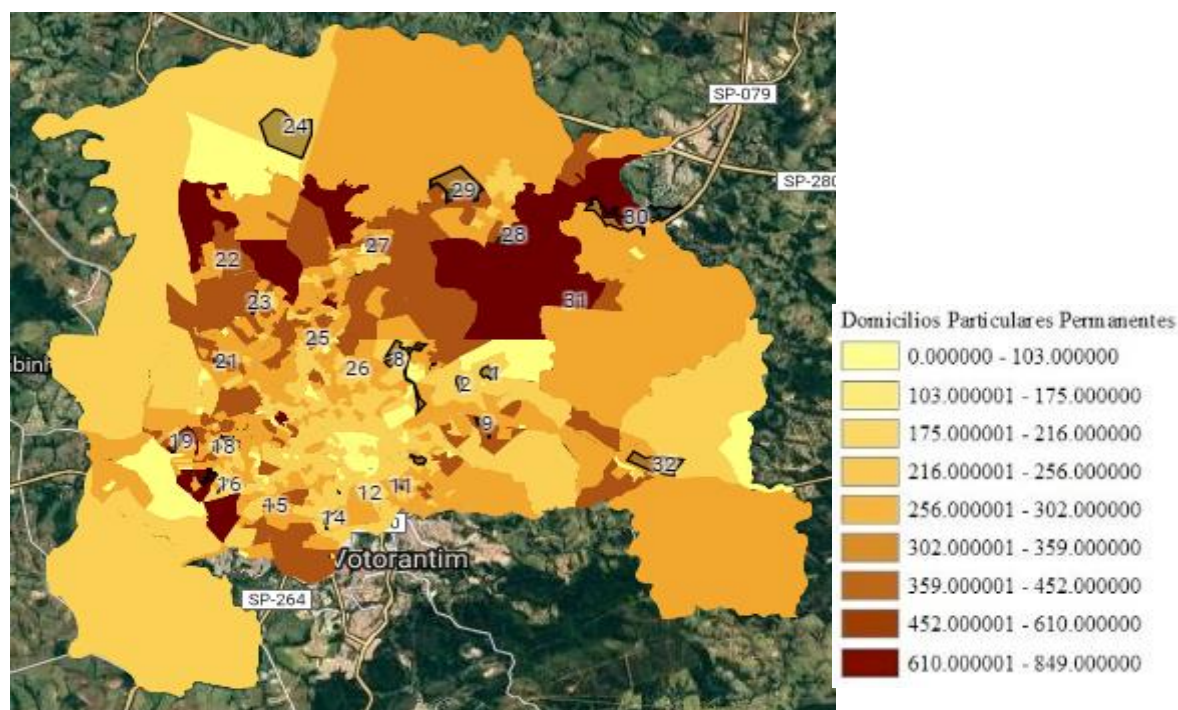 SP-079
24
SP-280
29
30
28
27
22
31
23
25
21
26
8
1
2
9
19
18
32
16
12
11
15
14
Votorantim
SP-264
Domicilios Particulares Permanentes
0.000000 - 103.000000
103.000001 - 175.000000
175.000001 - 216.000000
216.000001 - 256.000000
256.000001 - 302.000000
302.000001 - 359.000000
359.000001 - 452.000000
452.000001 - 610.000000
610.000001 - 849.000000